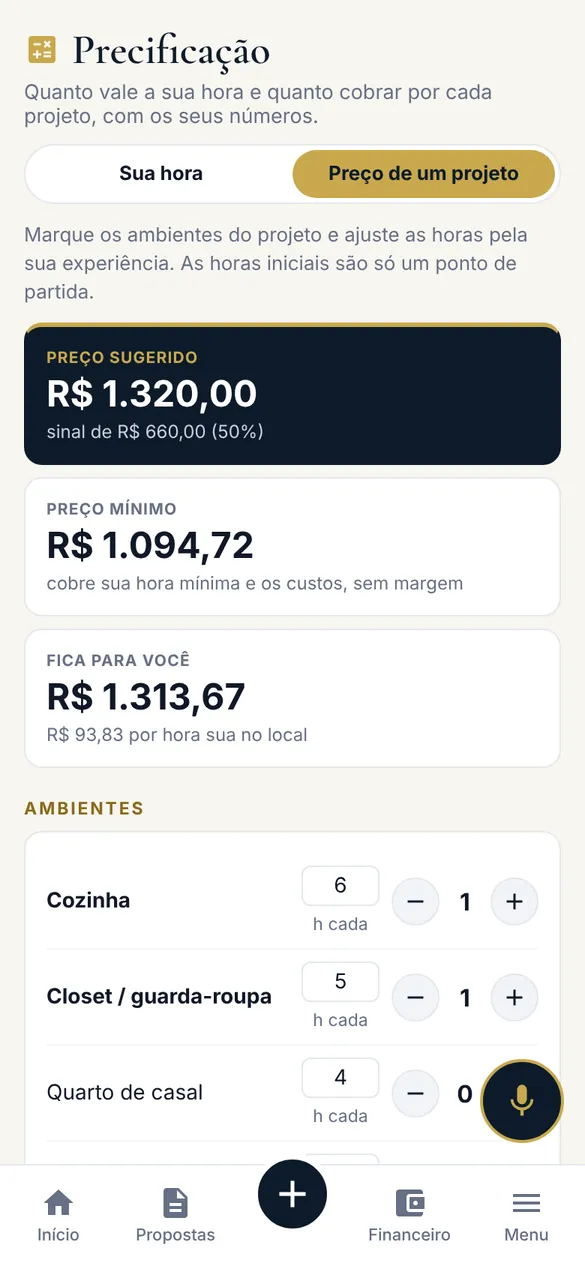 Precificação
Quanto vale a sua hora e quanto cobrar por cada
projeto, com os seus números.
Sua hora
Preço de um projeto
Marque os ambientes do projeto e ajuste as horas pela
sua experiência. As horas iniciais são só um ponto de
partida.
PREÇO SUGERIDO
R$ 1.320,00
sinal de R$ 660,00 (50%)
PREÇO MÍNIMO
R$ 1.094,72
cobre sua hora mínima e os custos, sem margem
FICA PARA VOCÊ
R$ 1.313,67
R$ 93,83 por hora sua no local
AMBIENTES
Cozinha
6
h cada
− 1 +
Closet / guarda-roupa
5
h cada
− 1 +
Quarto de casal
4
h cada
− 0
+
Início
Propostas
Financeiro
Menu